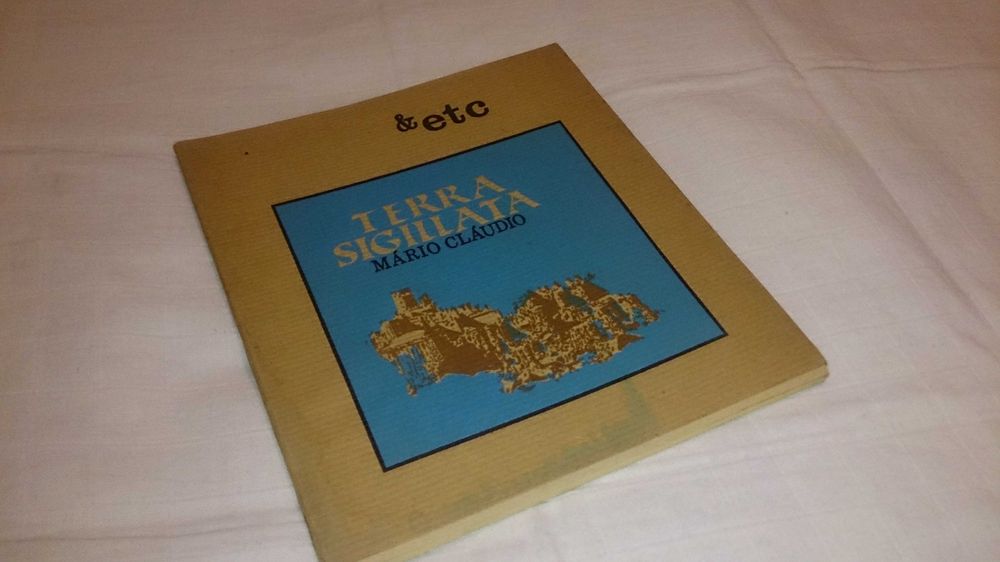 & etc
TERRA
SIGILLATA
MÁRIO CLÁUDIO